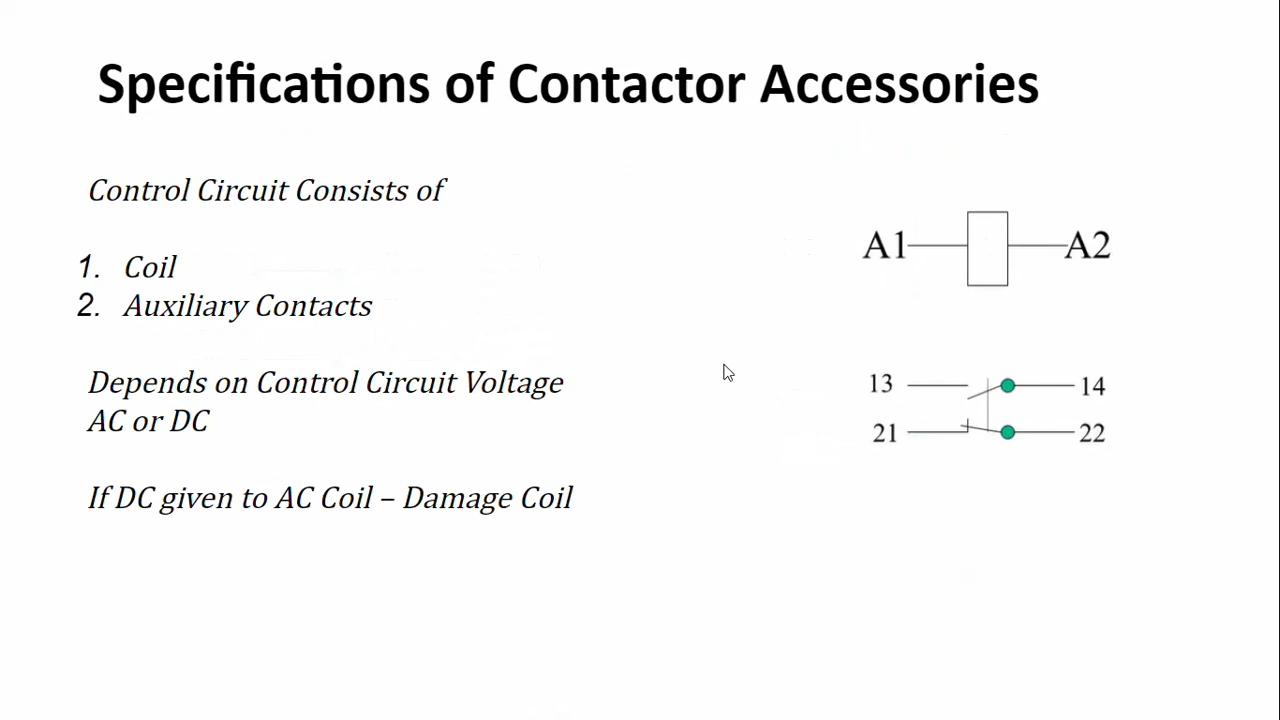 Specifications of Contactor Accessories
Control Circuit Consists of
1. Coil
2. Auxiliary Contacts
Depends on Control Circuit Voltage
AC or DC
If DC given to AC Coil – Damage Coil
A1 A2
13 14
21 22